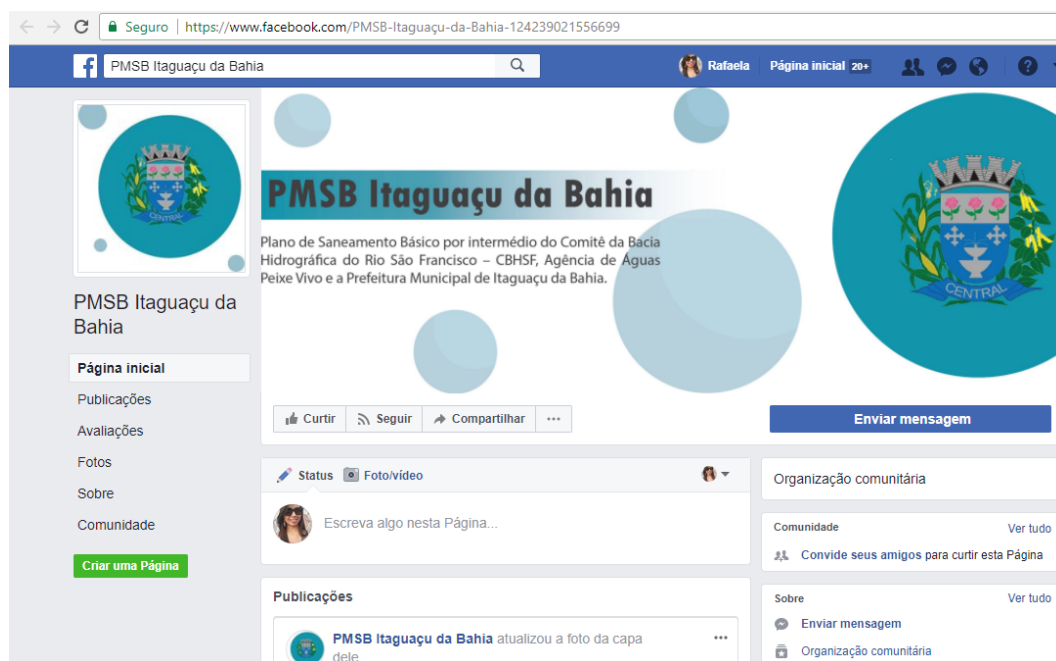 Seguro | https://www.facebook.com/PMSB-Itaguaçu-da-Bahia-124239021556699
PMSB Itaguaçu da Bahia
Rafaela
Página inicial 20+
CENTRAL
PMSB Itaguaçu da Bahia
Plano de Saneamento Básico por intermédio do Comitê da Bacia
Hidrográfica do Rio São Francisco – CBHSF, Agência de Águas
Peixe Vivo e a Prefeitura Municipal de Itaguaçu da Bahia.
CENTRAL
PMSB Itaguaçu da
Bahia
Página inicial
Publicações
Avaliações
Fotos
Sobre
Comunidade
Criar uma Página
Curtir
Seguir
Compartilhar
Enviar mensagem
Status
Foto/vídeo
Escreva algo nesta Página...
Publicações
PMSB Itaguaçu da Bahia atualizou a foto da capa
dele
Organização comunitária
Comunidade
Ver tudo
Convide seus amigos para curtir esta Página
Sobre
Ver tudo
Enviar mensagem
Organização comunitária